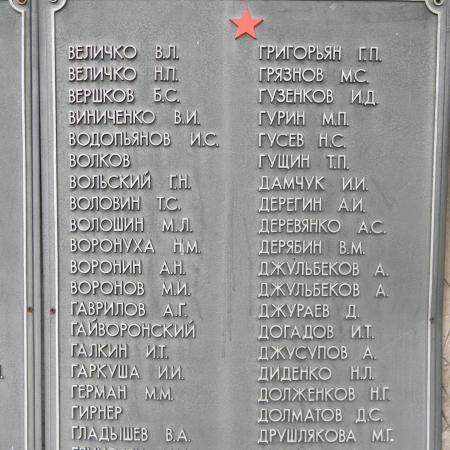 ВЕЛИЧКО В.Л.
ВЕЛИЧКО Н.П.
ВЕРШКОВ Б.С.
ВИНИЧЕНКО В.И.
ВОДОПЬЯНОВ И.С.
ВОЛКОВ
ВОЛЬСКИЙ Г.Н.
ВОЛОВИН Т.С.
ВОЛОШИН М.Л.
ВОРОНУХА Н.М.
ВОРОНИН А.Н.
ВОРОНОВ М.И.
ГАВРИЛОВ А.Г.
ГАЙВОРОНСКИЙ
ГАЛКИН И.Т.
ГАРКУША И.И.
ГЕРМАН М.М.
ГИРНЕР
ГЛАДЫШЕВ В.А.
ГРИГОРЬЯН Г.П.
ГРЯЗНОВ М.С.
ГУЗЕНКОВ И.Д.
ГУРИН М.П.
ГУСЕВ Н.С.
ГУЩИН Т.П.
ДАМЧУК И.И.
ДЕРЕГИН А.И.
ДЕРЕВЯНКО А.С.
ДЕРЯБИН В.М.
ДЖУЛЬБЕКОВ А.
ДЖУЛЬБЕКОВ А.
ДЖУРАЕВ Д.
ДОГАДОВ И.Т.
ДЖУСУПОВ А.
ДИДЕНКО Н.Л.
ДОЛЖЕНКОВ Н.Г.
ДОЛМАТОВ Д.С.
ДРУШЛЯКОВА М.Г.